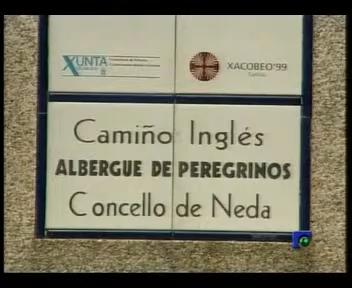 XUNTA
XACOBEO'99
Camiño Inglés
ALBERGUE DE PEREGRINOS
Concello de Neda